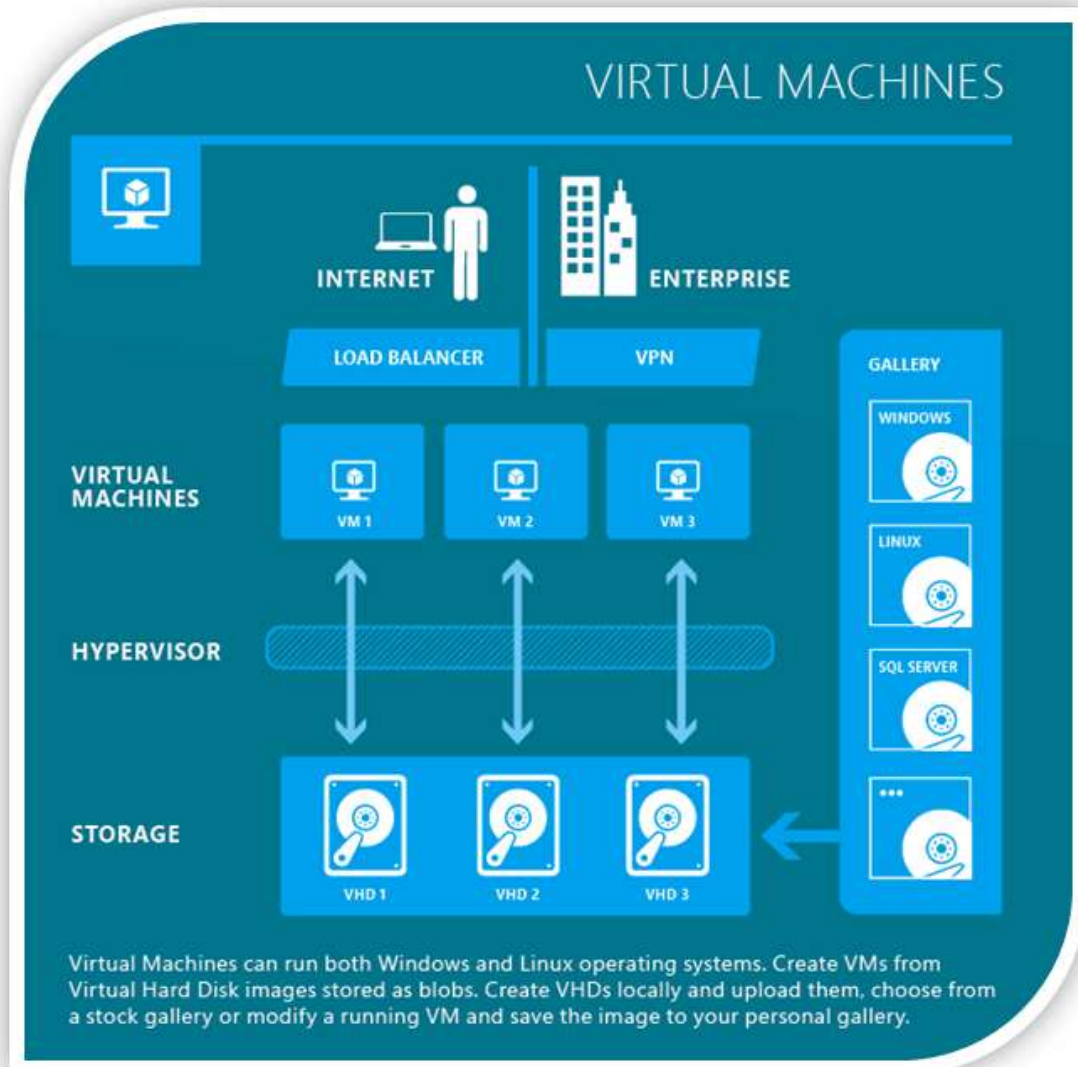 VIRTUAL MACHINES
INTERNET
ENTERPRISE
LOAD BALANCER
VPN
GALLERY
WINDOWS
LINUX
SQL SERVER
•••
VIRTUAL
MACHINES
VM 1
VM 2
VM 3
HYPERVISOR
STORAGE
VHD 1
VHD 2
VHD 3
Virtual Machines can run both Windows and Linux operating systems. Create VMs from
Virtual Hard Disk images stored as blobs. Create VHDs locally and upload them, choose from
a stock gallery or modify a running VM and save the image to your personal gallery.